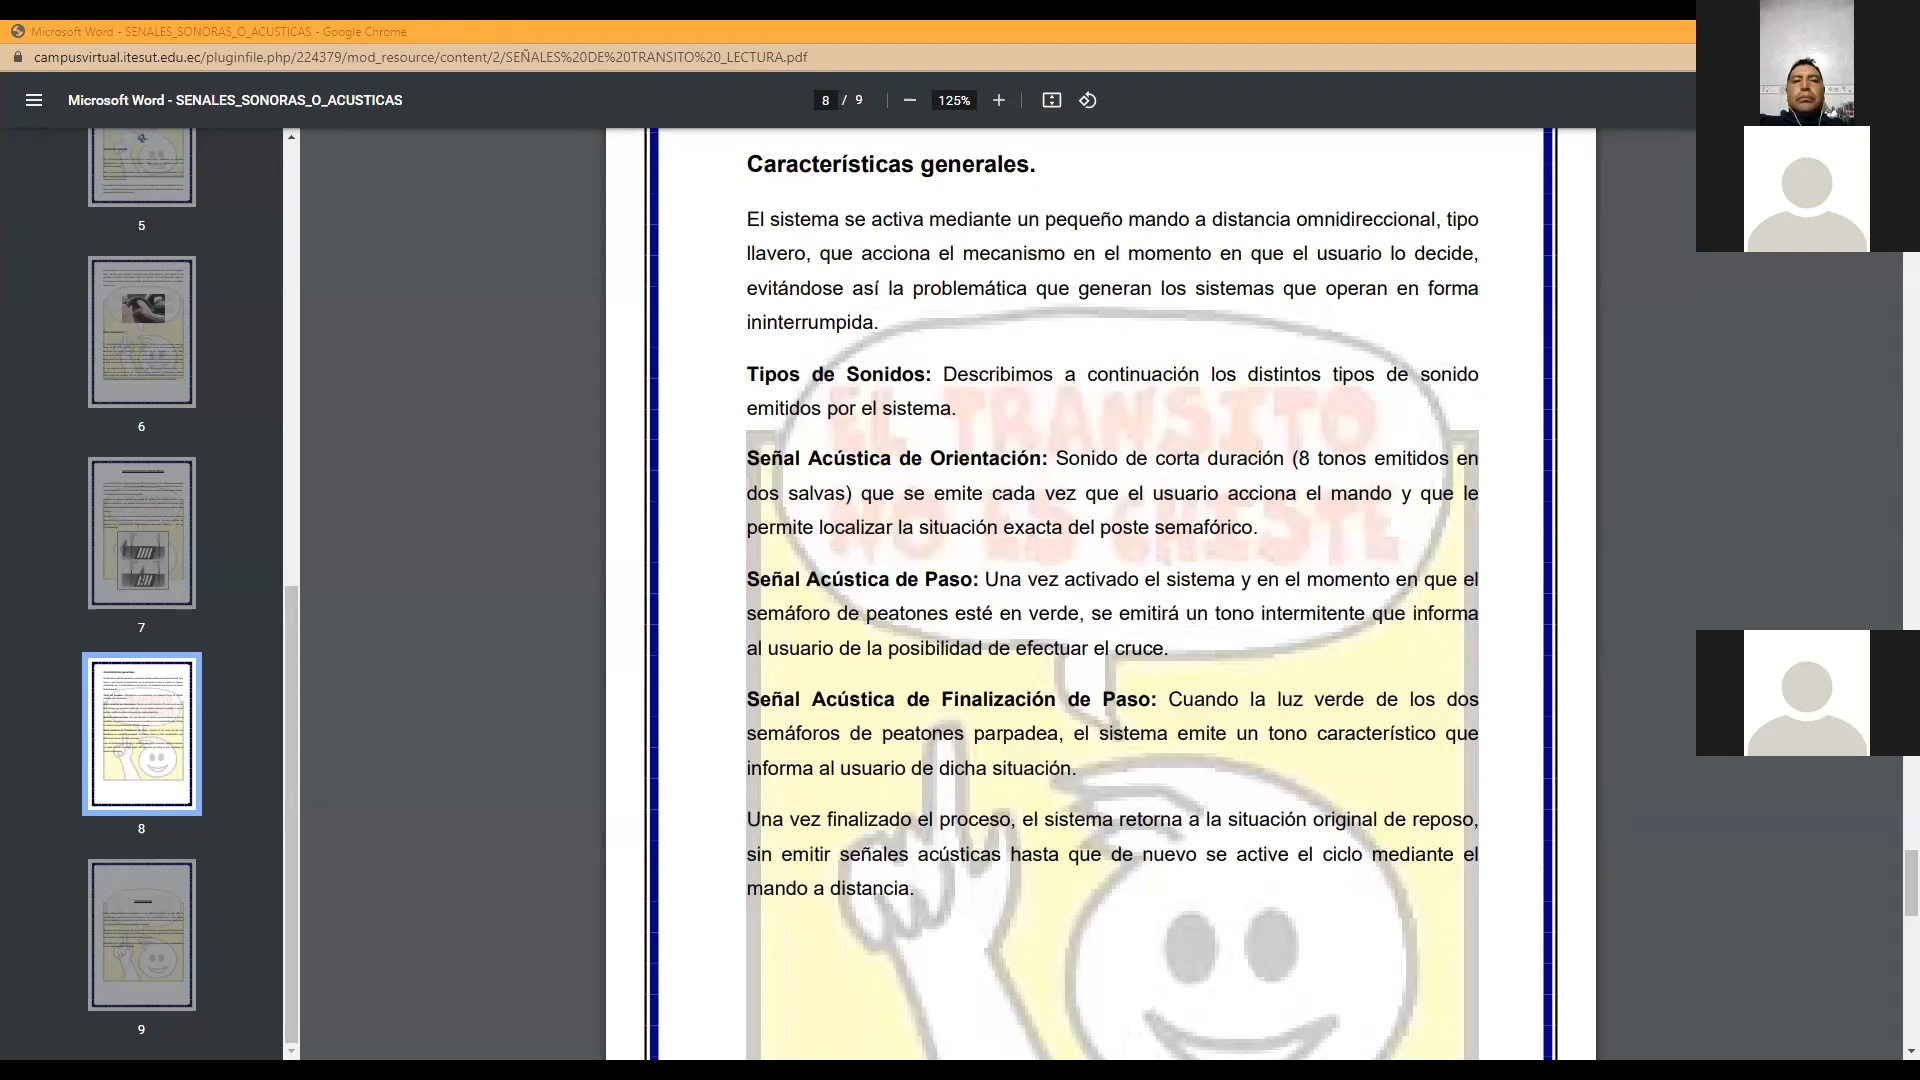 Microsoft Word - SENALES_SONORAS_O_ACUSTICAS - Google Chrome
campusvirtual.itesut.edu.ec/pluginfile.php/224379/mod_resource/content/2/SEÑALES%20DE%20TRANSITO%20_LECTURA.pdf
Microsoft Word - SENALES_SONORAS_O_ACUSTICAS
8 / 9
125%
5
6
7
8
9
Características generales.
El sistema se activa mediante un pequeño mando a distancia omnidireccional, tipo
llavero, que acciona el mecanismo en el momento en que el usuario lo decide,
evitándose así la problemática que generan los sistemas que operan en forma
ininterrumpida.
Tipos de Sonidos: Describimos a continuación los distintos tipos de sonido
emitidos por el sistema.
Señal Acústica de Orientación: Sonido de corta duración (8 tonos emitidos en
dos salvas) que se emite cada vez que el usuario acciona el mando y que le
permite localizar la situación exacta del poste semafórico.
Señal Acústica de Paso: Una vez activado el sistema y en el momento en que el
semáforo de peatones esté en verde, se emitirá un tono intermitente que informa
al usuario de la posibilidad de efectuar el cruce.
Señal Acústica de Finalización de Paso: Cuando la luz verde de los dos
semáforos de peatones parpadea, el sistema emite un tono característico que
informa al usuario de dicha situación.
Una vez finalizado el proceso, el sistema retorna a la situación original de reposo,
sin emitir señales acústicas hasta que de nuevo se active el ciclo mediante el
mando a distancia.
EL TRANSITO
NO ES CHISTE